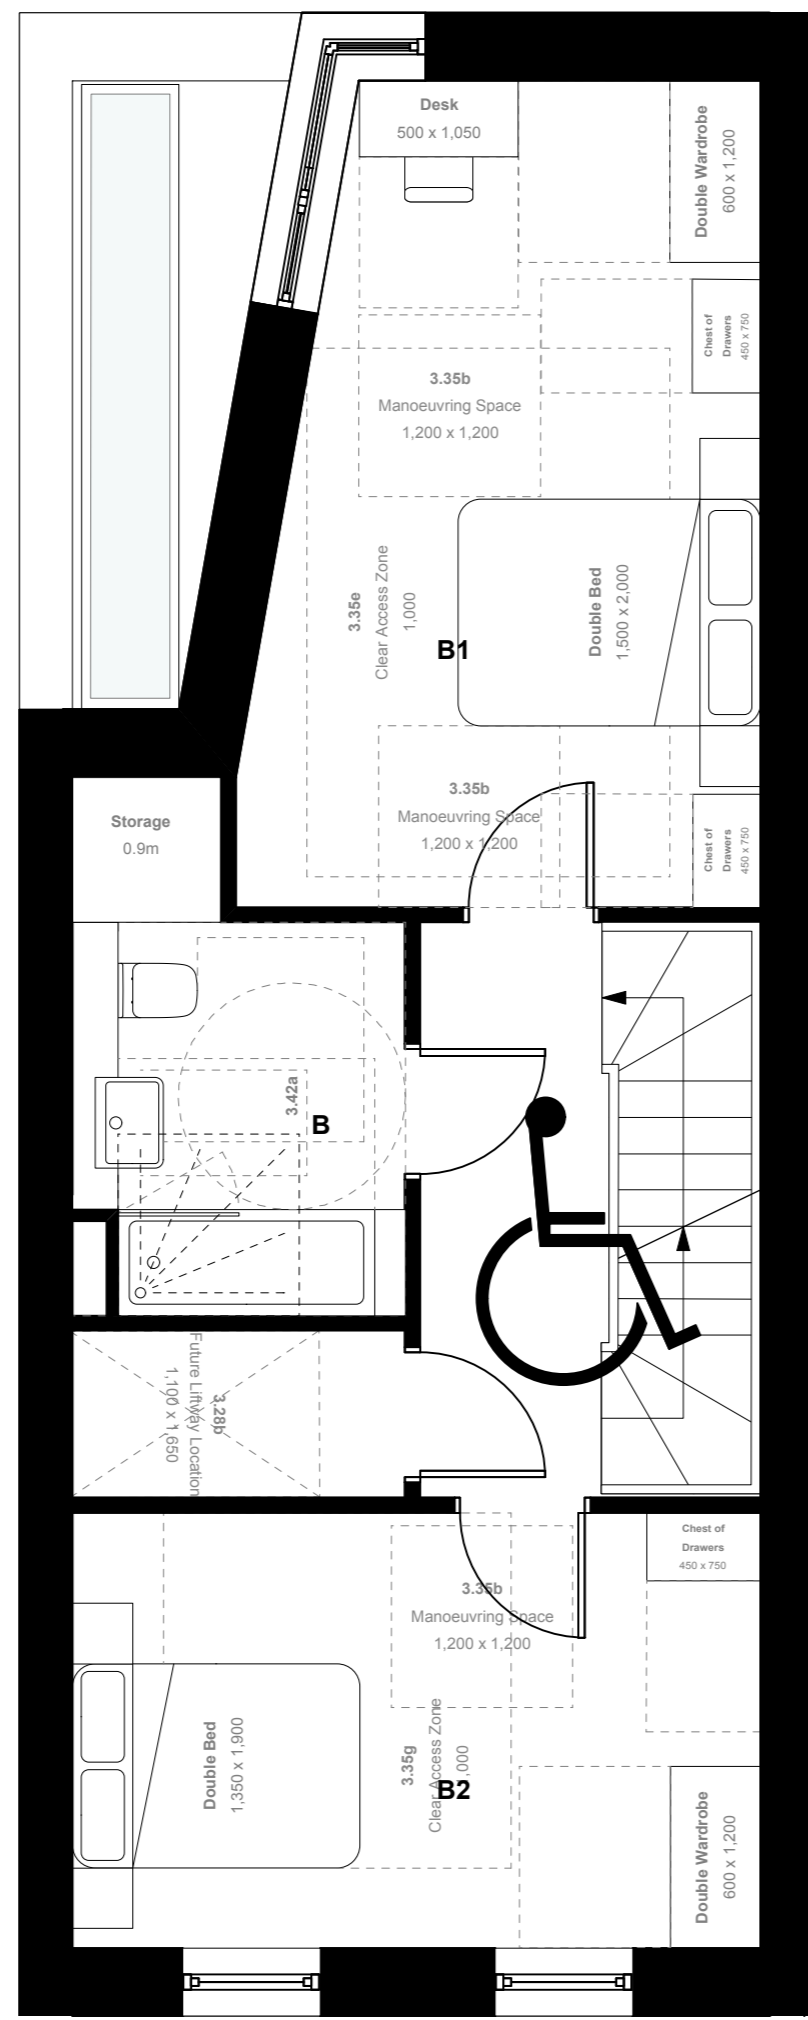 Desk
500 x 1,050
Double Wardrobe
600 x 1,200
Chest of
Drawers
450 x 750
3.35b
Manoeuvring Space
1,200 x 1,200
3.35e
Clear Access Zone
1,000
B1
Double Bed
1,500 x 2,000
3.35b
Manoeuvring Space
1,200 x 1,200
Chest of
Drawers
450 x 750
Storage
0.9m
3.42a
B
3.28b
Future Liftway Location
1,100 x 1,650
Chest of
Drawers
450 x 750
3.35b
Manoeuvring Space
1,200 x 1,200
Double Bed
1,350 x 1,900
3.35g
Clear Access Zone
B2
Double Wardrobe
600 x 1,200